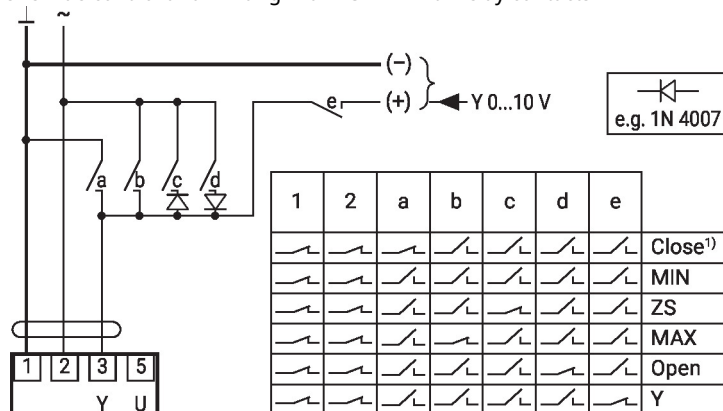 ~
(–)
e (+) Y 0...10 V
e.g. 1N 4007
a b c d
1 2 a b c d e
Close1)
MIN
ZS
MAX
Open
Y
1 2 3 5
Y U